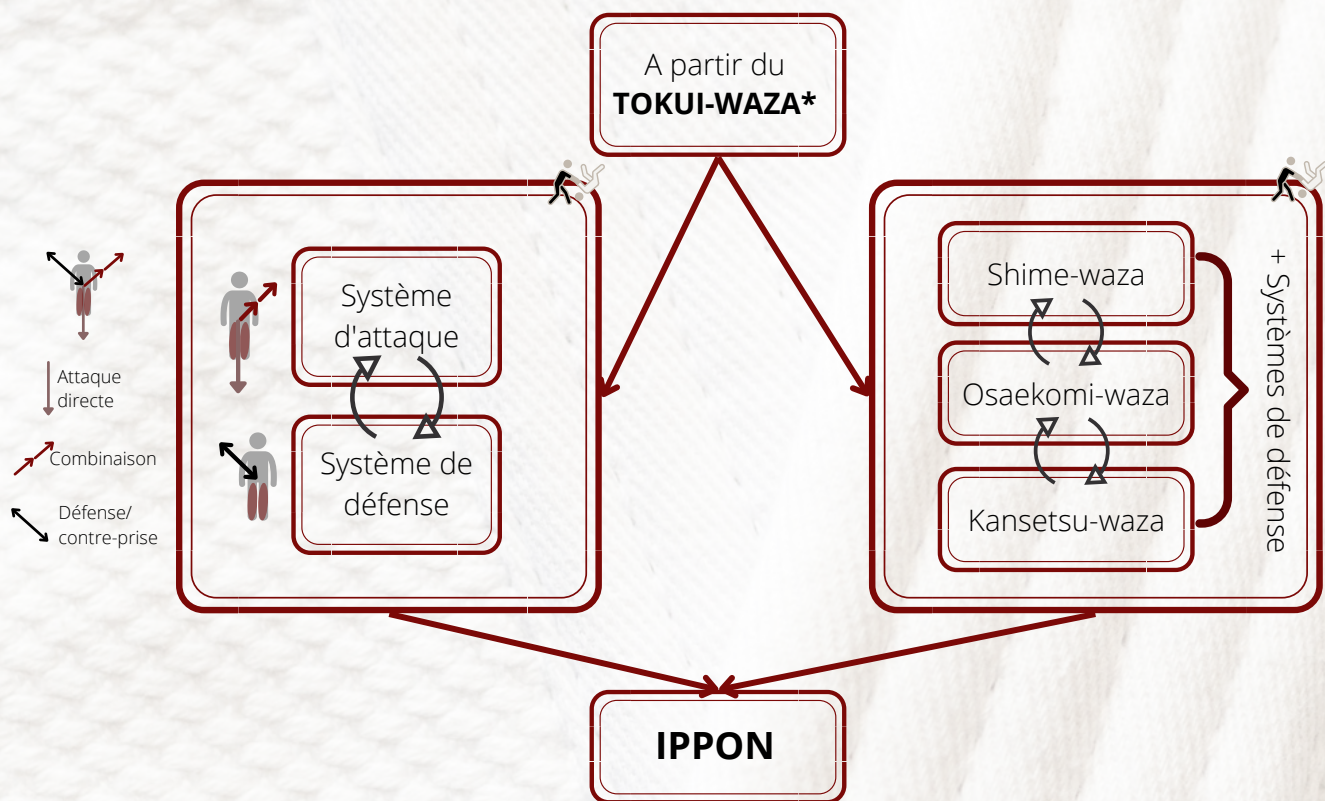 A partir du
TOKUI-WAZA*
Système
d'attaque
Système de
défense
Attaque
directe
Combinaison
Défense/
contre-prise
Shime-waza
Osaekomi-waza
Kansetsu-waza
+ Systèmes de défense
IPPON